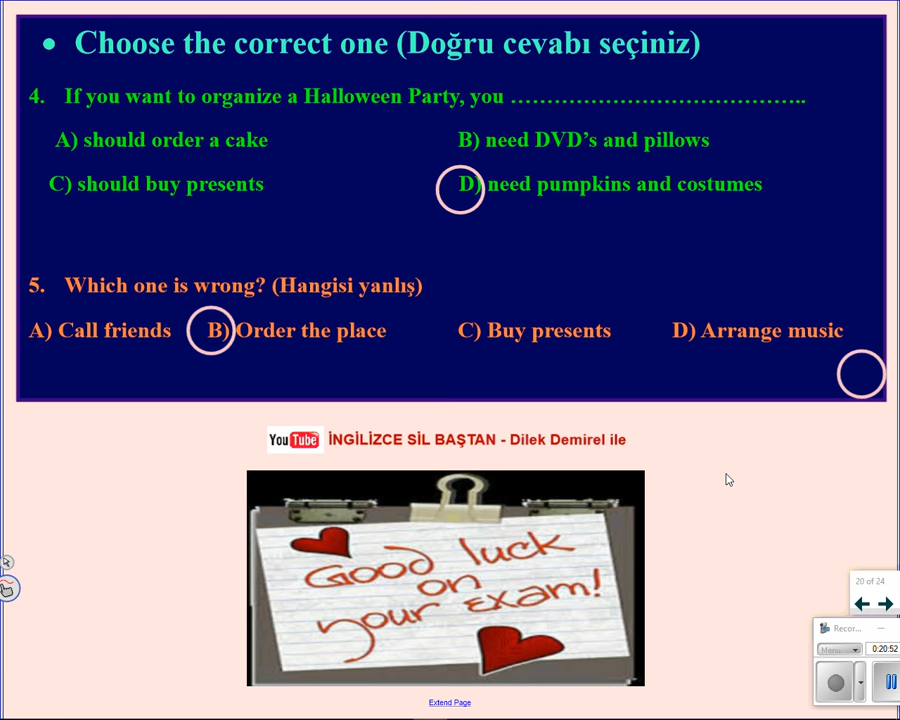 • Choose the correct one (Doğru cevabı seçiniz)
4. If you want to organize a Halloween Party, you …………………………………..
A) should order a cake B) need DVD's and pillows
C) should buy presents D) need pumpkins and costumes
5. Which one is wrong? (Hangisi yanlış)
A) Call friends B) Order the place C) Buy presents D) Arrange music
YouTube İNGİLİZCE SİL BAŞTAN - Dilek Demirel ile
Good luck
on
your exam!
20 of 24
Recor...
Menu
0:20:52
Extend Page